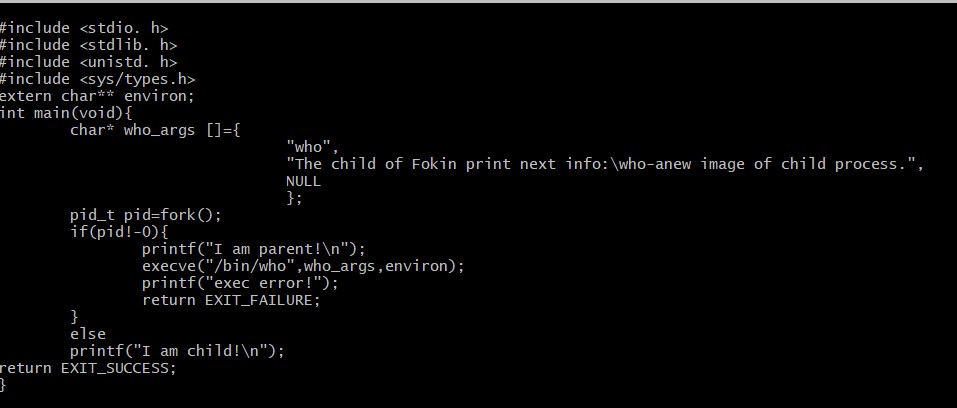 #include <stdio. h>
#include <stdlib. h>
#include <unistd. h>
#include <sys/types.h>
extern char** environ;
int main(void){
char* who_args []={
"who",
"The child of Fokin print next info:\who-anew image of child process.",
NULL
};
pid_t pid=fork();
if(pid!-0){
printf("I am parent!\n");
execve("/bin/who",who_args,environ);
printf("exec error!");
return EXIT_FAILURE;
}
else
printf("I am child!\n");
return EXIT_SUCCESS;
}